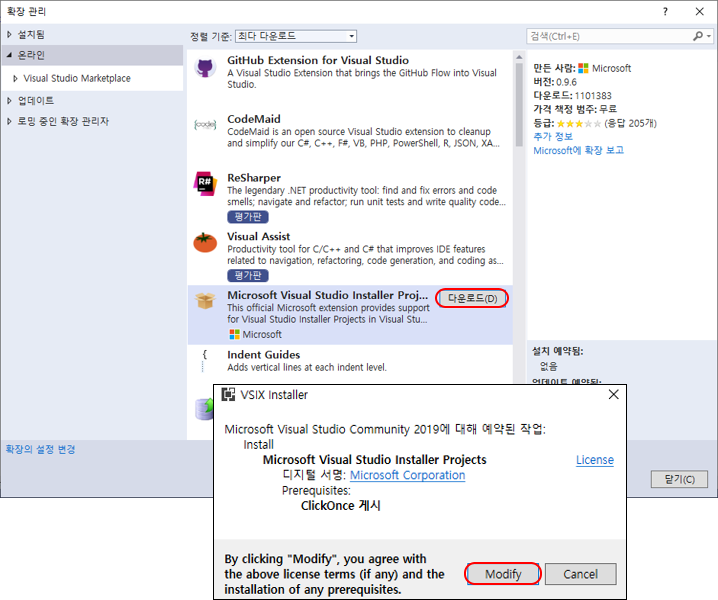 확장 관리
? ×
설치됨
온라인
Visual Studio Marketplace
업데이트
로밍 중인 확장 관리자
정렬 기준: 최다 다운로드
GitHub Extension for Visual Studio
A Visual Studio Extension that brings the GitHub Flow into Visual
Studio.
CodeMaid
CodeMaid is an open source Visual Studio extension to cleanup
and simplify our C#, C++, F#, VB, PHP, PowerShell, R, JSON, XA...
R#
ReSharper
The legendary .NET productivity tool: find and fix errors and code
smells; navigate and refactor; run unit tests and write quality code...
평가판
Visual Assist
Productivity tool for C/C++ and C# that improves IDE features
related to navigation, refactoring, code generation, and coding as...
평가판
Microsoft Visual Studio Installer Proj...
다운로드(D)
This official Microsoft extension provides support
for Visual Studio Installer Projects in Visual Stu...
Microsoft
Indent Guides
Adds vertical lines at each indent level.
검색(Ctrl+E)
만든 사람: Microsoft
버전: 0.9.6
다운로드: 1101383
가격 책정 범주: 무료
등급: ★★★☆☆ (응답 205개)
추가 정보
Microsoft에 확장 보고
설치 예약됨:
없음
업데이트 예약됨:
확장의 설정 변경
닫기(C)
VSIX Installer
Microsoft Visual Studio Community 2019에 대해 예약된 작업:
Install
Microsoft Visual Studio Installer Projects
License
디지털 서명: Microsoft Corporation
Prerequisites:
ClickOnce 게시
By clicking "Modify", you agree with
the above license terms (if any) and the
installation of any prerequisites.
Modify
Cancel